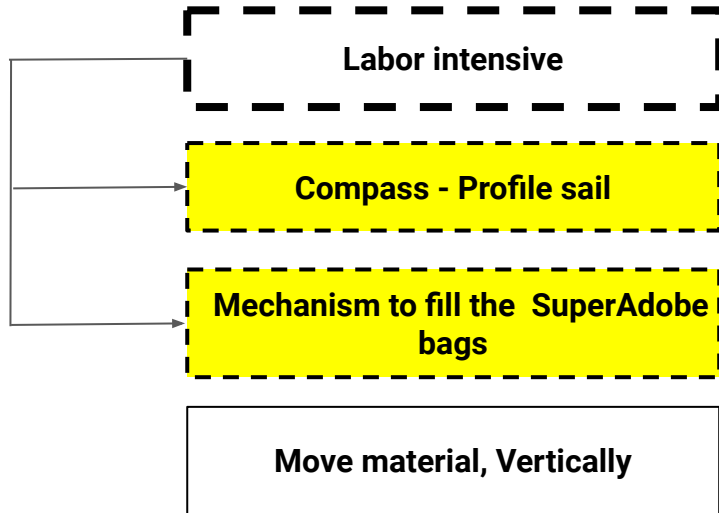 Labor intensive
Compass - Profile sail
Mechanism to fill the  SuperAdobe
bags
Move material, Vertically